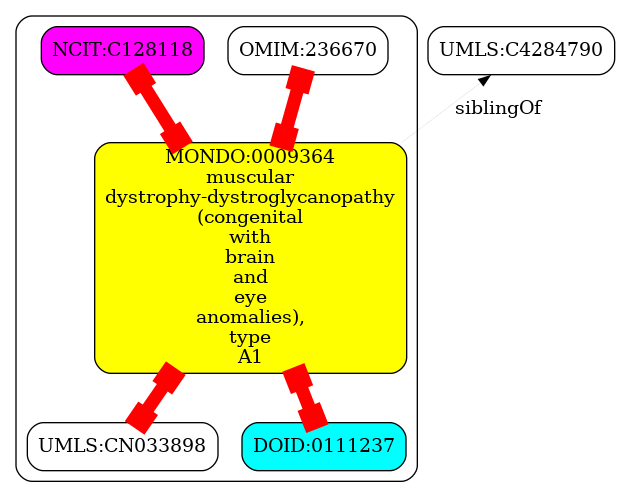 NCIT:C128118
OMIM:236670
UMLS:C4284790
siblingOf
MONDO:0009364
muscular
dystrophy-dystroglycanopathy
(congenital
with
brain
and
eye
anomalies),
type
A1
UMLS:CN033898
DOID:0111237